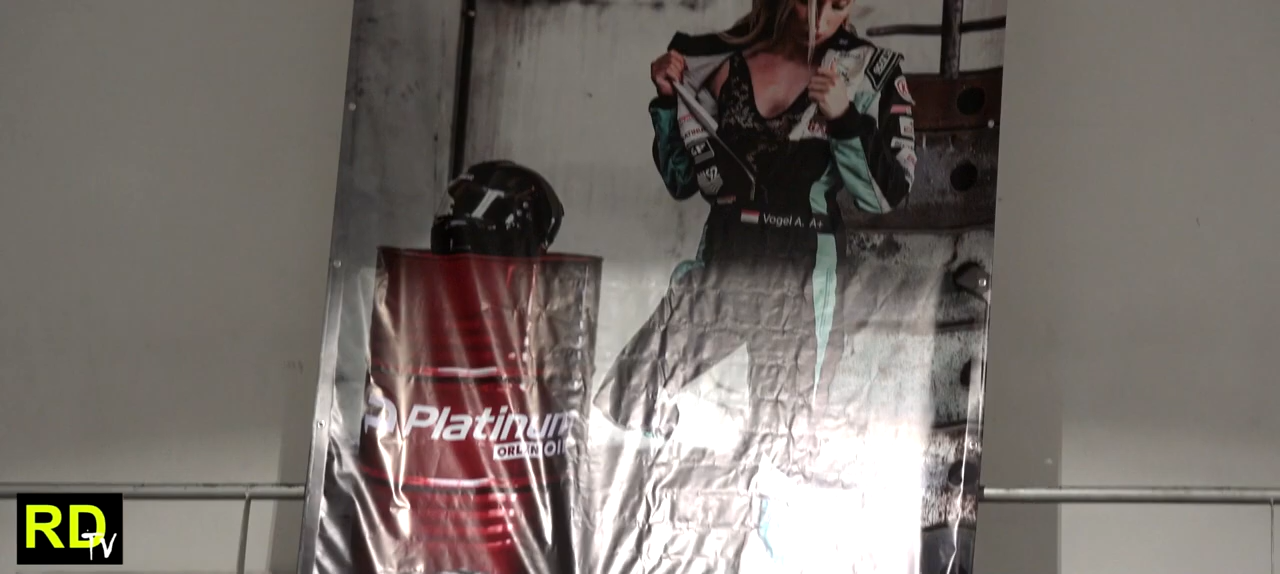 Vogel A. A+
Platinum
ORLEN Oil
RD
TV